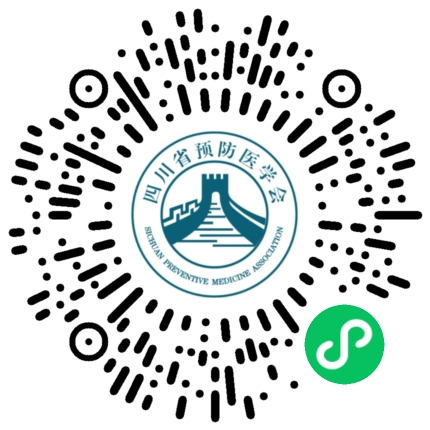 四川省预防医学会
SICHUAN PREVENTIVE MEDICINE ASSOCIATION